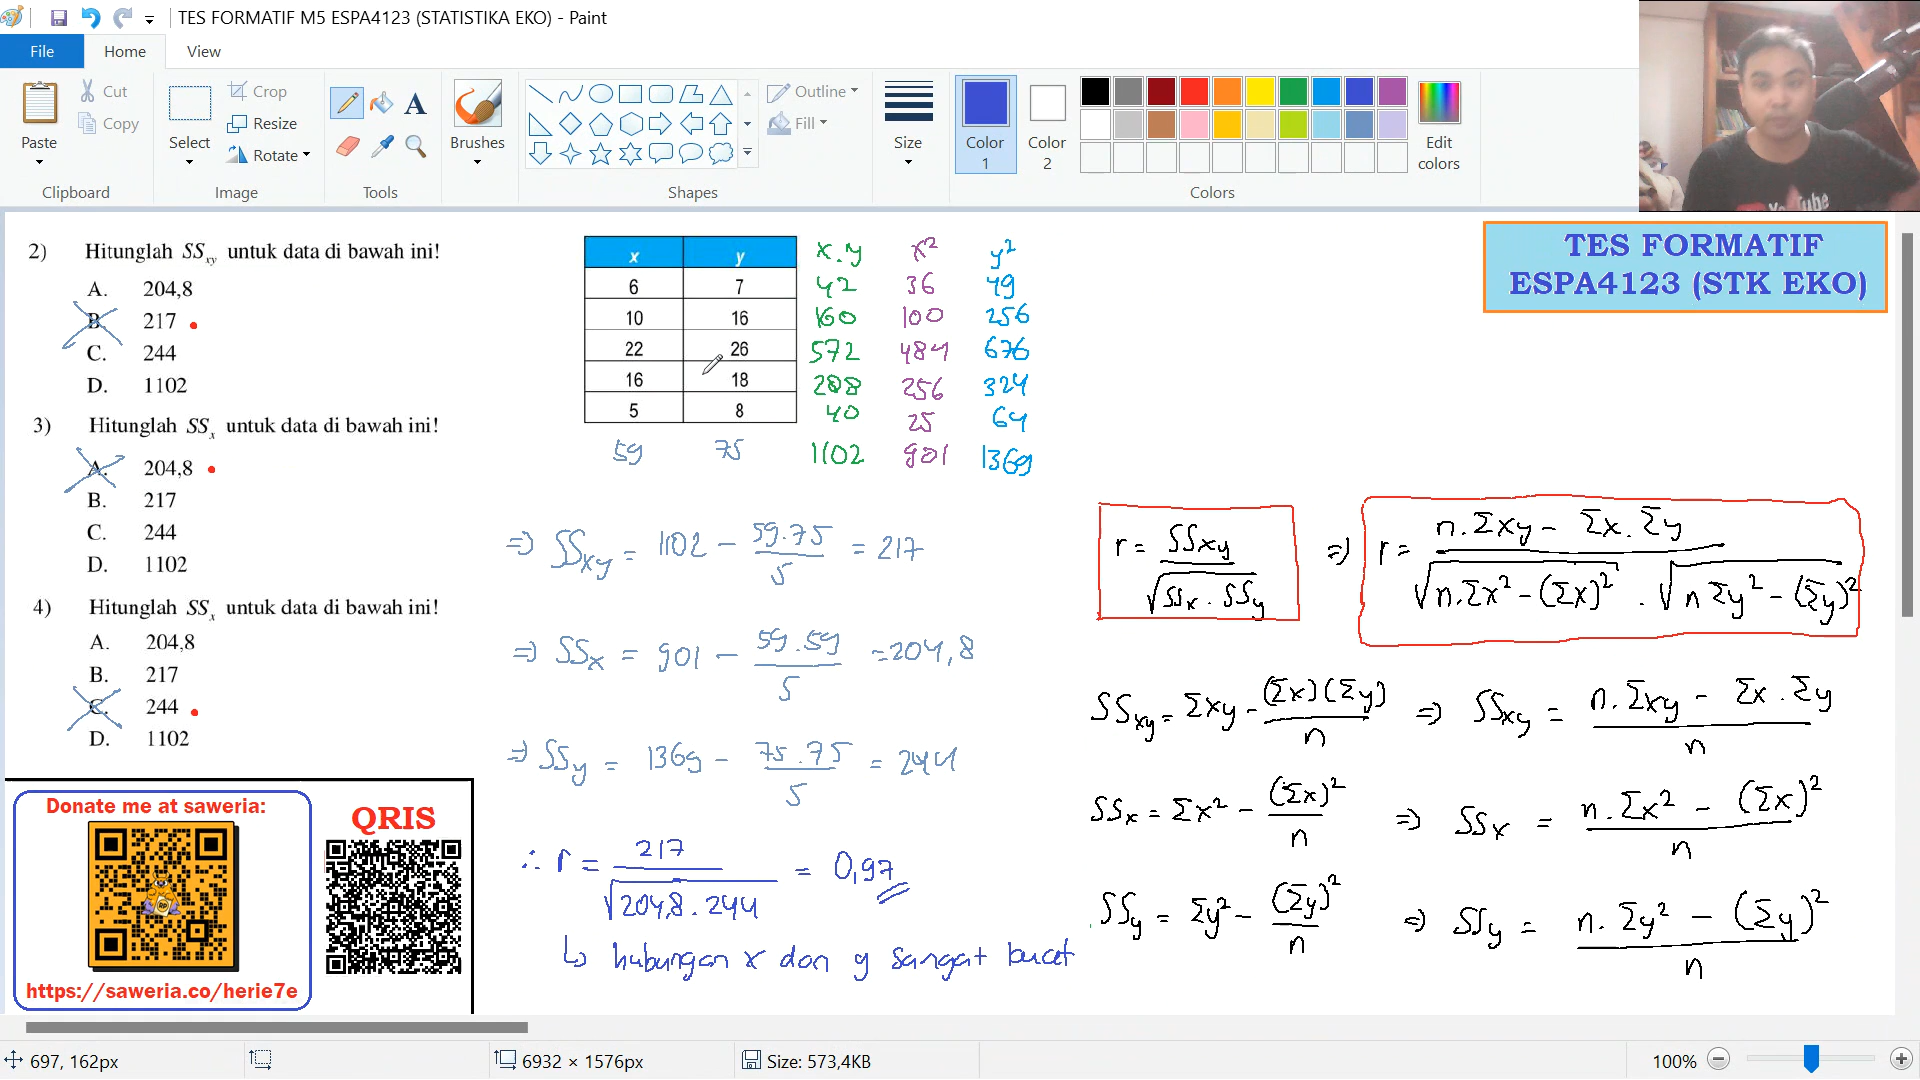 TES FORMATIF M5 ESPA4123 (STATISTIKA EKO) - Paint
File Home View
Paste
Cut
Copy
Clipboard
Select
Crop
Resize
Rotate
Image
Tools
Brushes
Shapes
Outline
Fill
Size
Color 1
Color 2
Edit colors
Colors
YouTube
2) Hitunglah SSxy untuk data di bawah ini!
A. 204,8
B. 217
C. 244
D. 1102
3) Hitunglah SSx untuk data di bawah ini!
A. 204,8
B. 217
C. 244
D. 1102
4) Hitunglah SSx untuk data di bawah ini!
A. 204,8
B. 217
C. 244
D. 1102
x y x.y x² y²
6 7 42 36 49
10 16 160 100 256
22 26 572 484 676
16 18 288 256 324
5 8 40 25 64
59 75 1102 901 1369
TES FORMATIF
ESPA4123 (STK EKO)
⇒ SSxy = 1102 - 59.75/5 = 217
⇒ SSx = 901 - 59.59/5 = 204,8
⇒ SSy = 1369 - 75.75/5 = 244
∴ r = 217/√204,8.244 = 0,97
↳ hubungan x dan y sangat kuat
r = SSxy/√SSx.SSy ⇒ r = n.Σxy - Σx.Σy/√n.Σx² - (Σx)² . √n Σy² - (Σy)²
SSxy = Σxy - (Σx)(Σy)/n ⇒ SSxy = n.Σxy - Σx.Σy/n
SSx = Σx² - (Σx)²/n ⇒ SSx = n.Σx² - (Σx)²/n
SSy = Σy² - (Σy)²/n ⇒ SSy = n.Σy² - (Σy)²/n
Donate me at saweria:
https://saweria.co/herie7e
QRIS
697, 162px
6932 × 1576px
Size: 573,4KB
100%